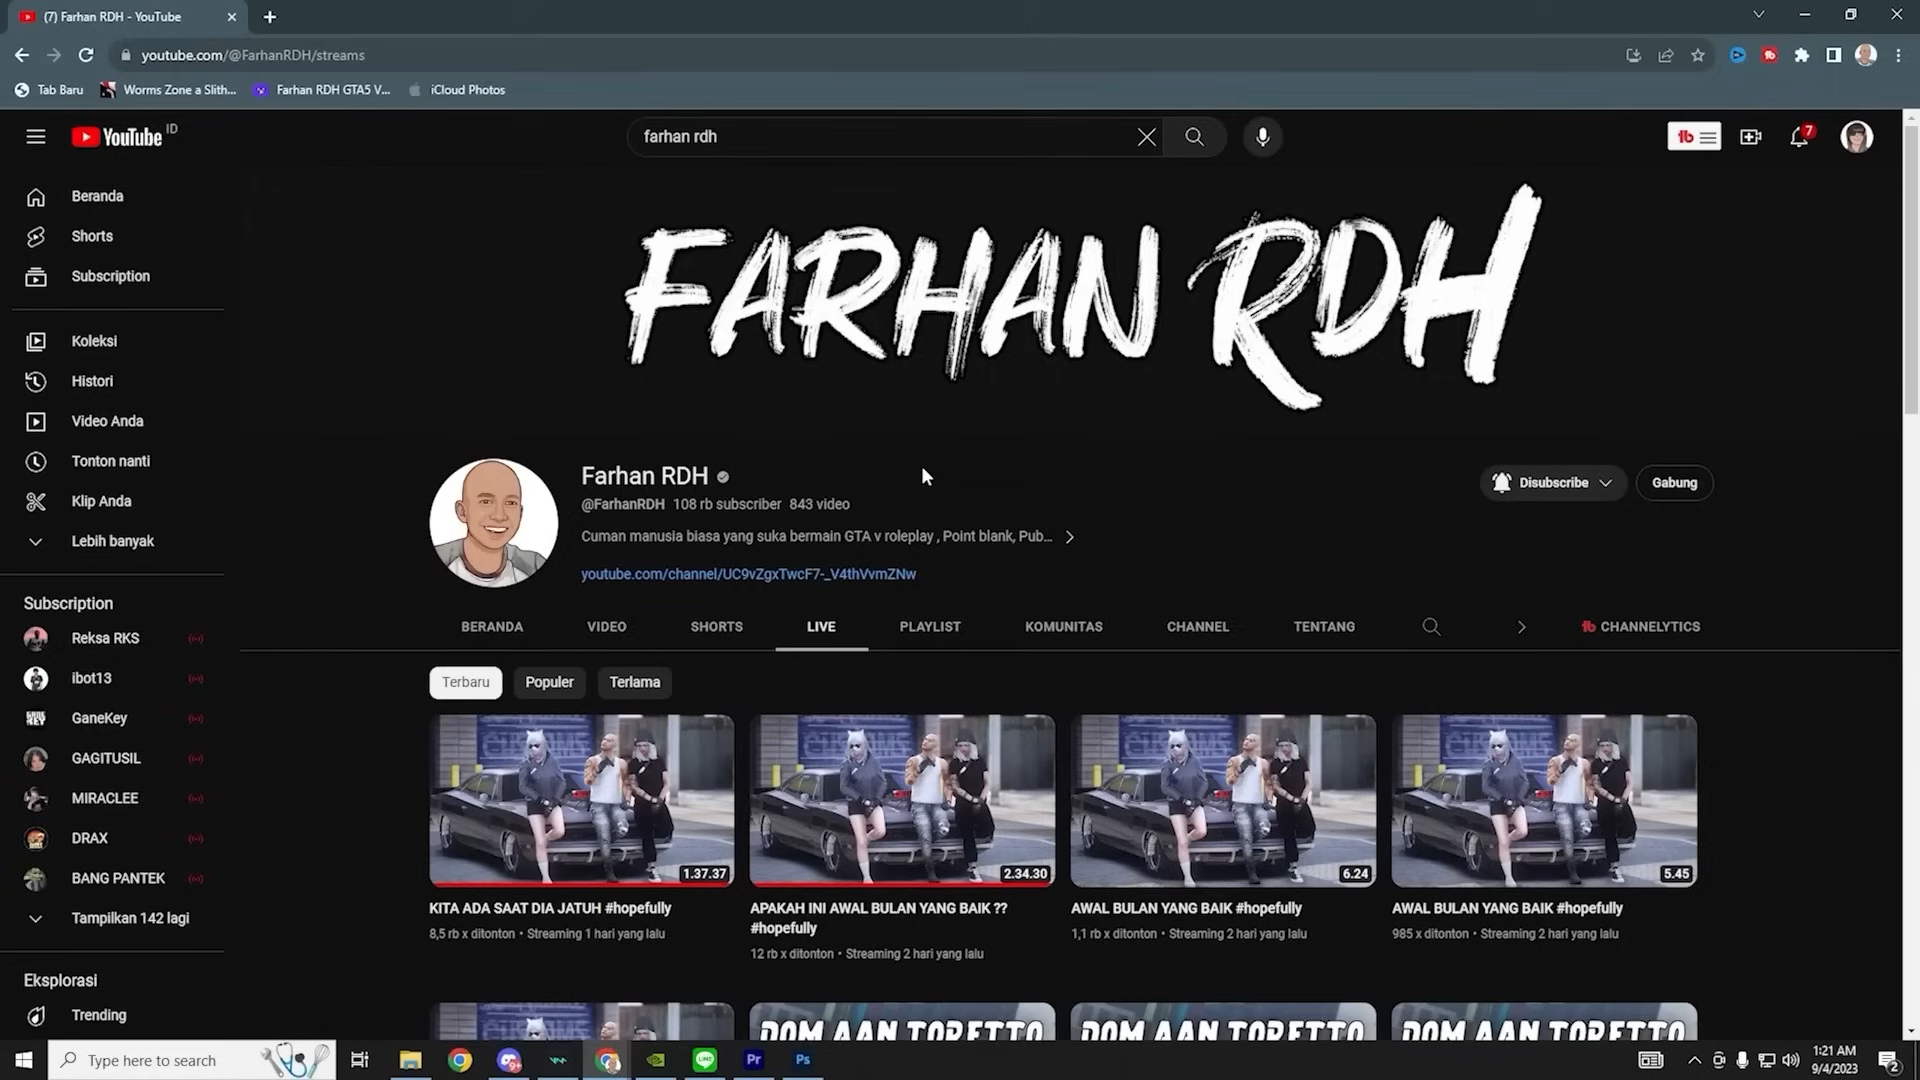 (7) Farhan RDH - YouTube
youtube.com/@FarhanRDH/streams
Tab Baru
Worms Zone a Slith...
Farhan RDH GTA5 V...
iCloud Photos
YouTube ID
farhan rdh
7
Beranda
Shorts
Subscription
Koleksi
Histori
Video Anda
Tonton nanti
Klip Anda
Lebih banyak
Subscription
Reksa RKS
ibot13
GaneKey
GAGITUSIL
MIRACLEE
DRAX
BANG PANTEK
Tampilkan 142 lagi
Eksplorasi
Trending
FARHAN RDH
Farhan RDH
@FarhanRDH 108 rb subscriber 843 video
Cuman manusia biasa yang suka bermain GTA v roleplay , Point blank, Pub...
youtube.com/channel/UC9vZgxTwcF7-_V4thVvmZNw
Disubscribe
Gabung
BERANDA
VIDEO
SHORTS
LIVE
PLAYLIST
KOMUNITAS
CHANNEL
TENTANG
CHANNELYTICS
Terbaru
Populer
Terlama
1.37.37
KITA ADA SAAT DIA JATUH #hopefully
8,5 rb x ditonton • Streaming 1 hari yang lalu
2.34.30
APAKAH INI AWAL BULAN YANG BAIK ??
#hopefully
12 rb x ditonton • Streaming 2 hari yang lalu
6.24
AWAL BULAN YANG BAIK #hopefully
1,1 rb x ditonton • Streaming 2 hari yang lalu
5.45
AWAL BULAN YANG BAIK #hopefully
985 x ditonton • Streaming 2 hari yang lalu
DOM AAN TORETTO
DOM AAN TORETTO
DOM AAN TORETTO
Type here to search
Pr
Ps
1:21 AM
9/4/2023
2